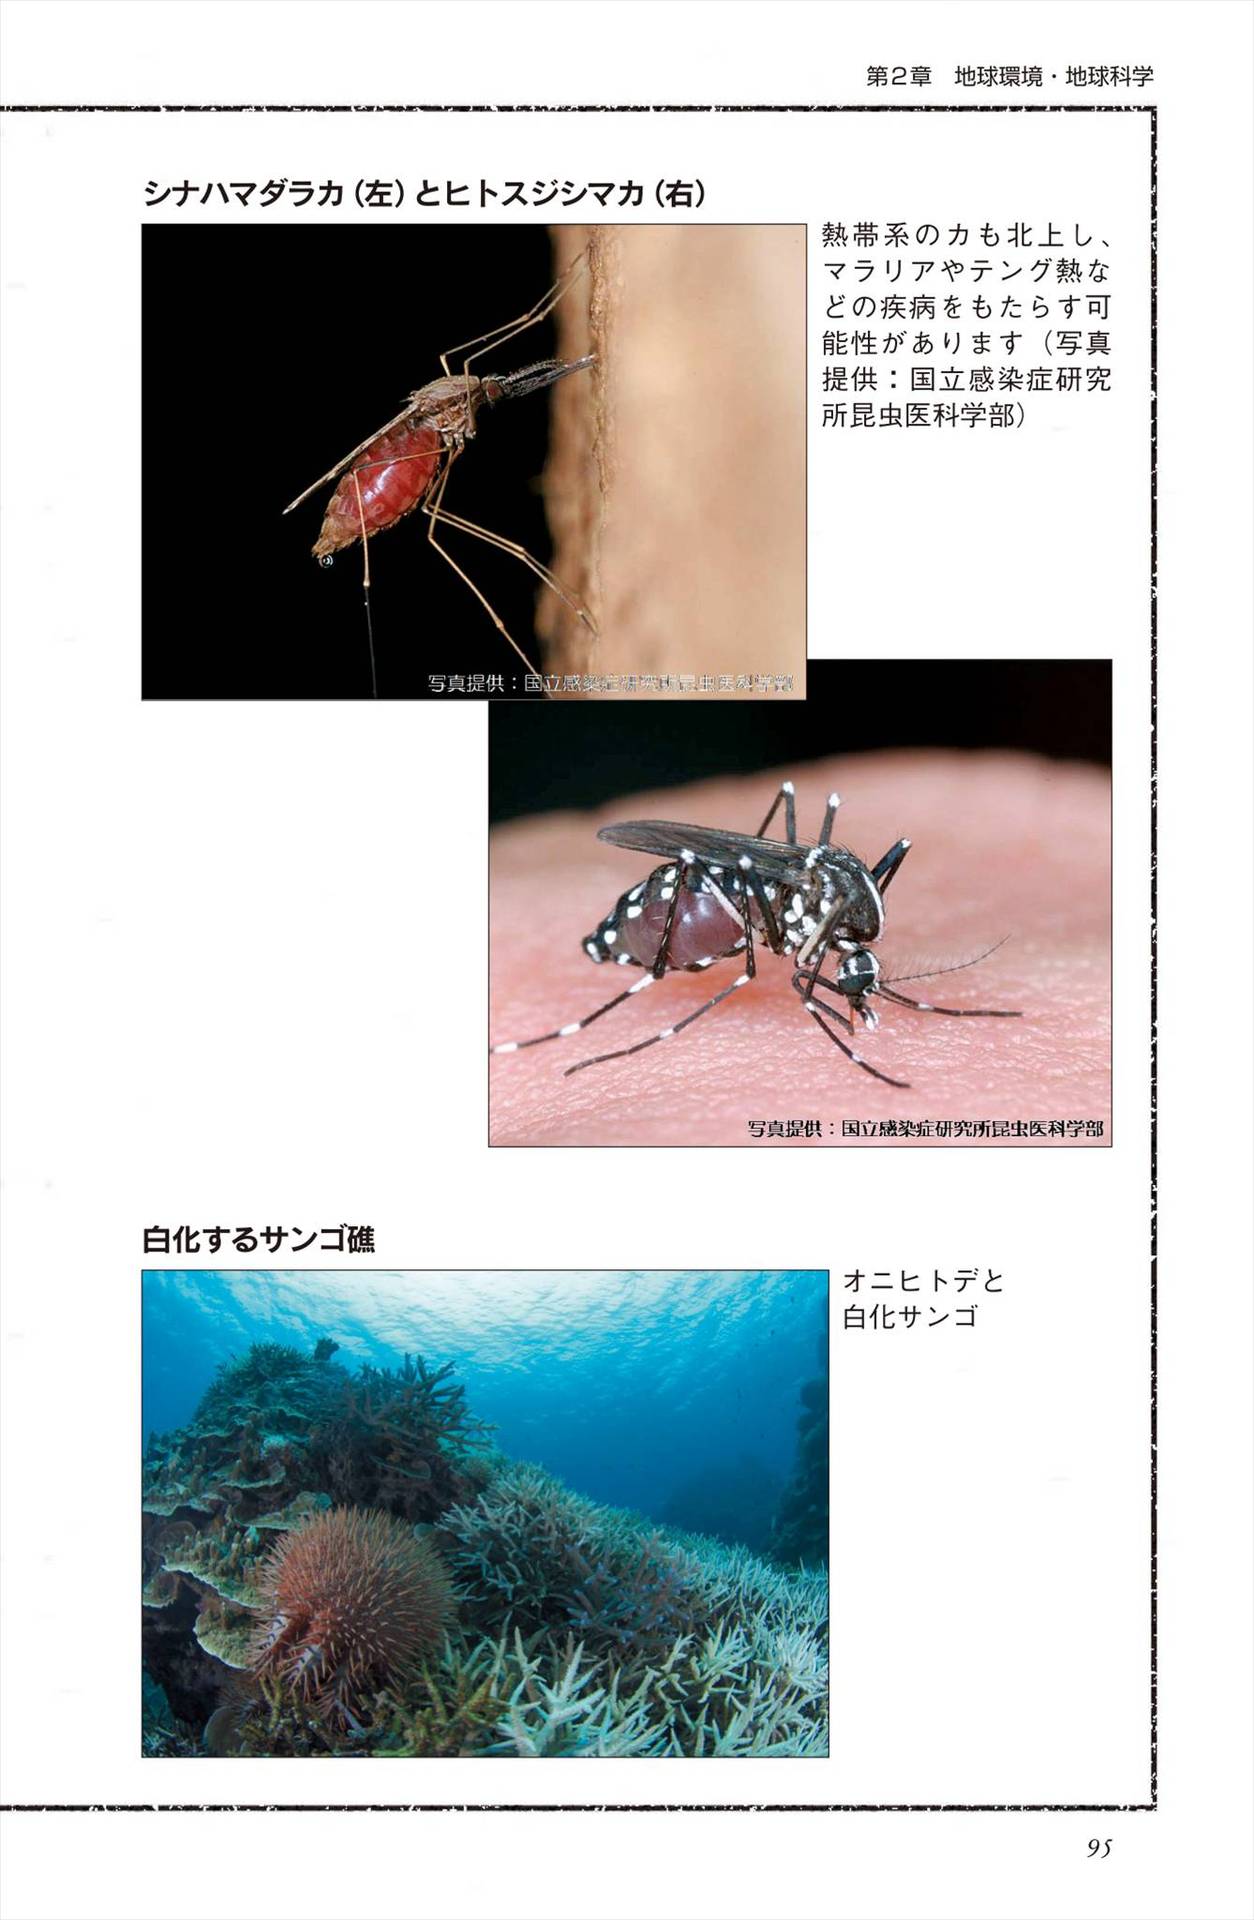 第2章　地球環境・地球科学
シナハマダラカ（左）とヒトスジシマカ（右）
熱帯系のカも北上し、
マラリアやテング熱な
どの疾病をもたらす可
能性があります（写真
提供：国立感染症研究
所昆虫医科学部）
写真提供：国立感染症研究所昆虫医科学部
写真提供：国立感染症研究所昆虫医科学部
白化するサンゴ礁
オニヒトデと
白化サンゴ
95